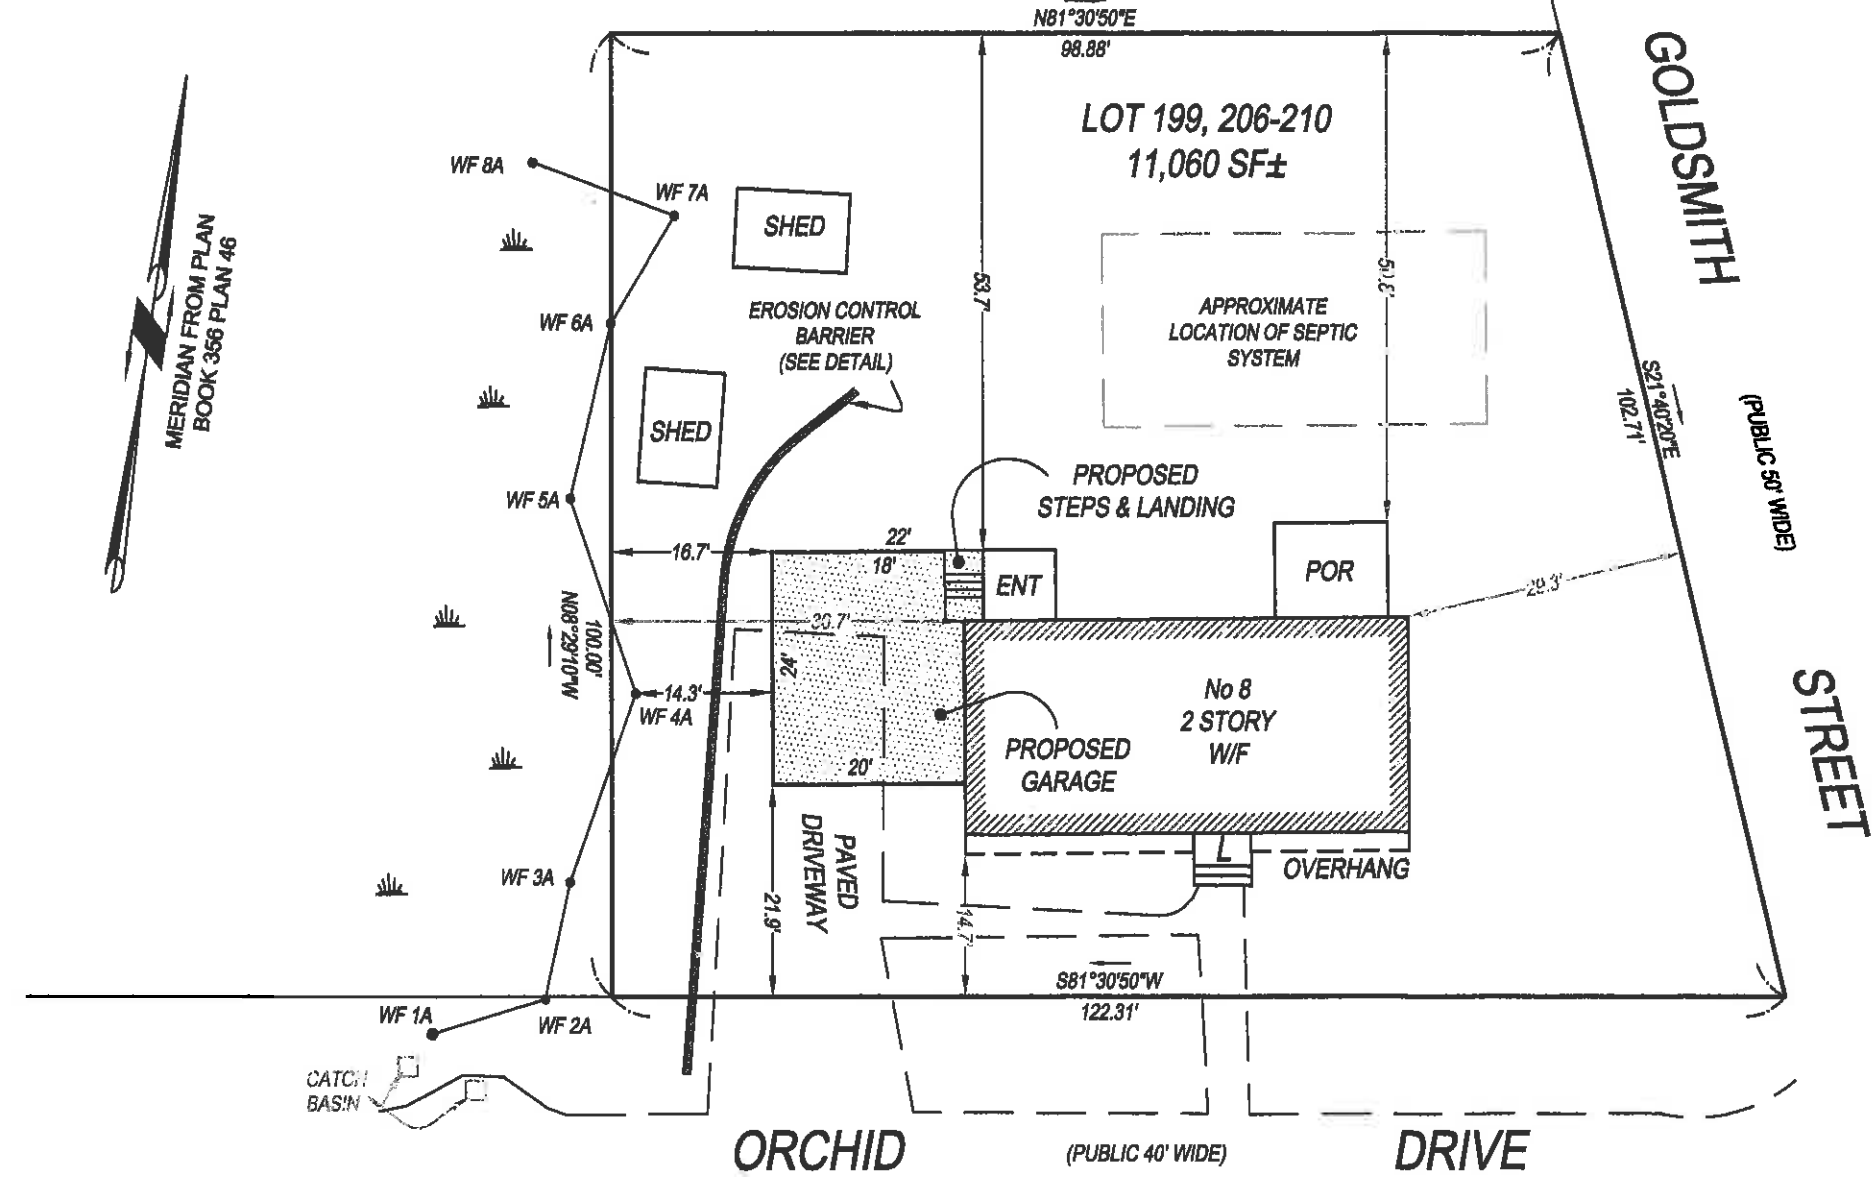 N81°30'50"E
98.88'
LOT 199, 206-210
11,060 SF±
GOLDSMITH
STREET
(PUBLIC 50' WIDE)
S21°40'20"E
102.71'
MERIDIAN FROM PLAN
BOOK 356 PLAN 46
WF 8A
WF 7A
SHED
WF 6A
EROSION CONTROL
BARRIER
(SEE DETAIL)
53.7'
APPROXIMATE
LOCATION OF SEPTIC
SYSTEM
SHED
WF 5A
PROPOSED
STEPS & LANDING
16.7'
22'
18'
ENT
POR
29.3'
N08°29'10"W
100.00'
24'
14.3'
WF 4A
No 8
2 STORY
W/F
PROPOSED
GARAGE
20'
PAVED
DRIVEWAY
L
OVERHANG
WF 3A
21.9'
14.7'
S81°30'50"W
122.31'
WF 1A
WF 2A
CATCH
BASIN
ORCHID
(PUBLIC 40' WIDE)
DRIVE